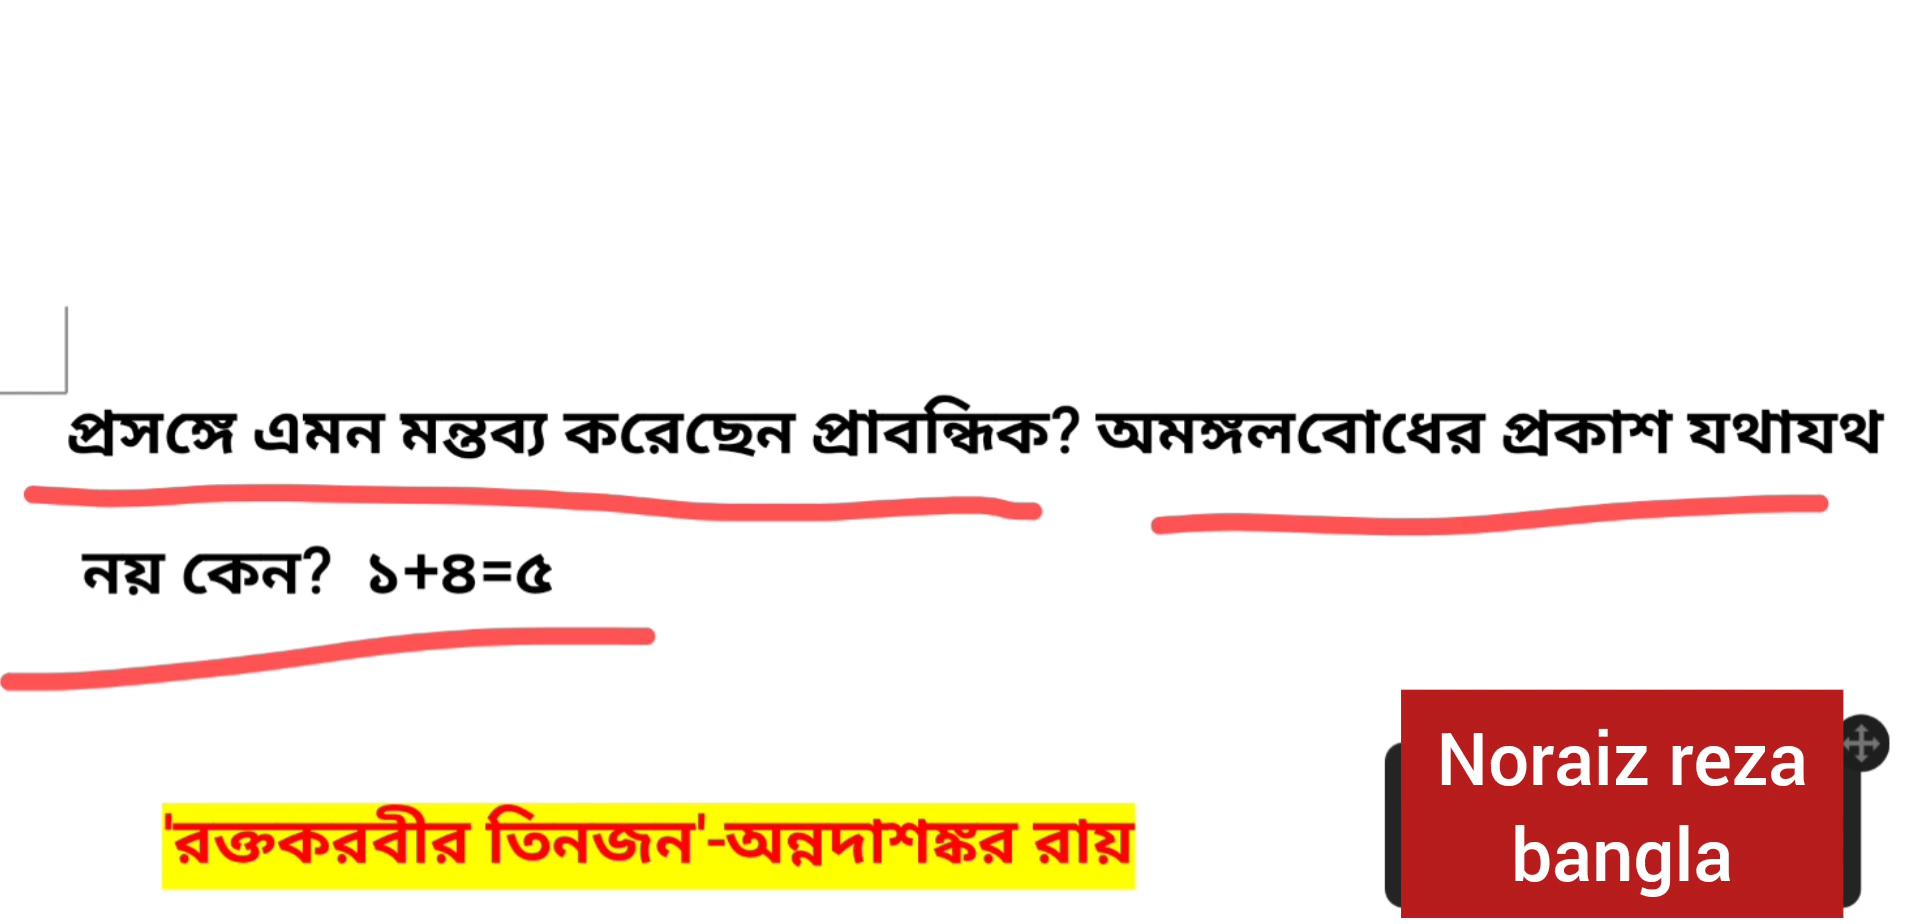 প্রসঙ্গে এমন মন্তব্য করেছেন প্রাবন্ধিক? অমঙ্গলবোধের প্রকাশ যথাযথ
নয় কেন? ১+৪=৫
'রক্তকরবীর তিনজন'-অন্নদাশঙ্কর রায়
Noraiz reza
bangla